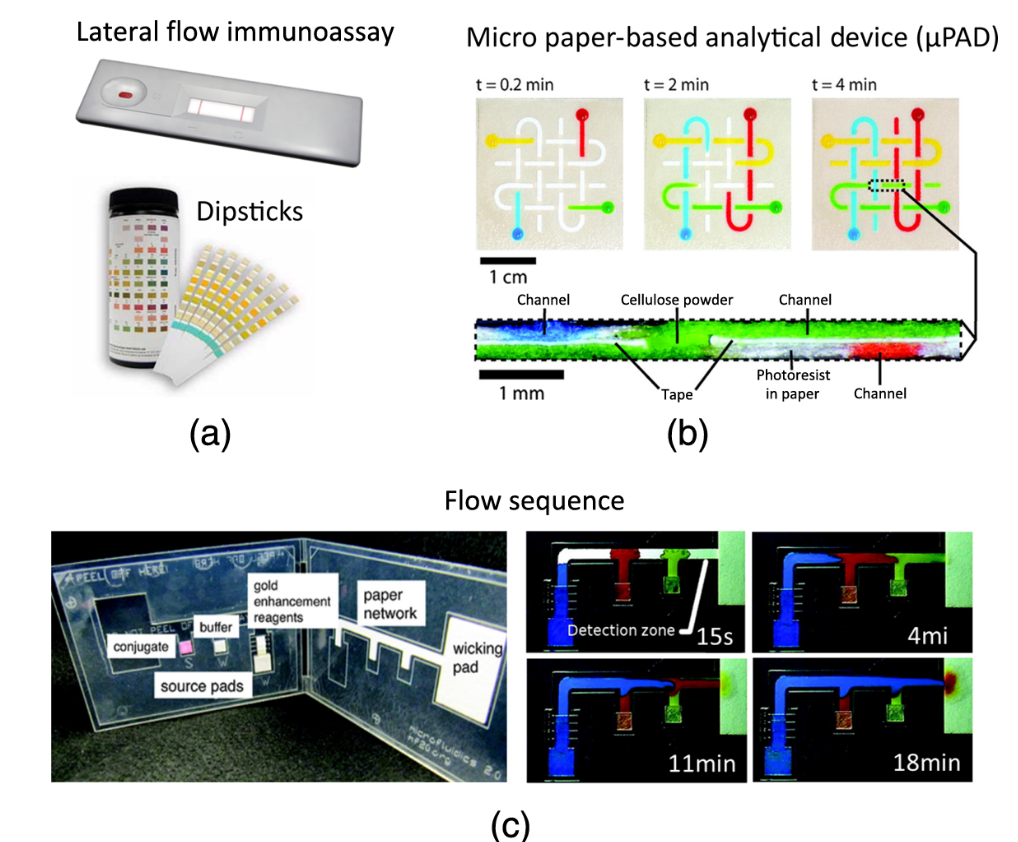 Lateral flow immunoassay
Dipsticks
(a)
Micro paper-based analytical device (μPAD)
t = 0.2 min
t = 2 min
t = 4 min
1 cm
Channel
Cellulose powder
Channel
1 mm
Tape
Photoresist
in paper
Channel
(b)
Flow sequence
PEEL OFF HERE!
conjugate
buffer
gold
enhancement
reagents
S
W
source pads
paper
network
wicking
pad
microfluidics 2.0
Detection zone
15s
4mi
11min
18min
(c)